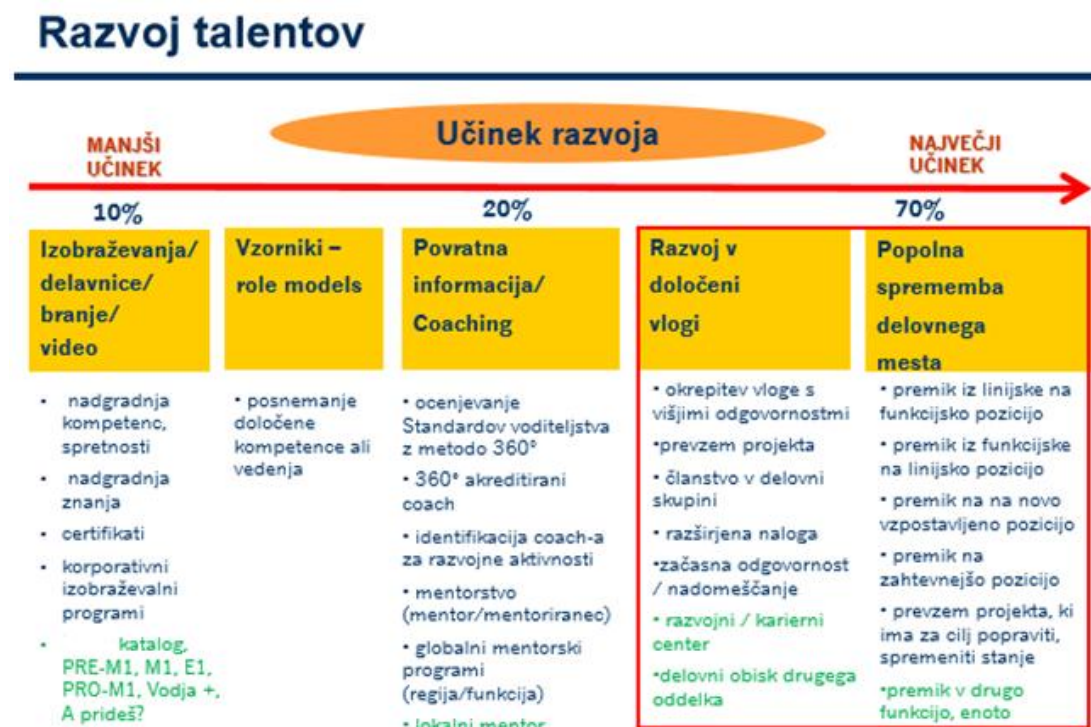 Razvoj talentov
Učinek razvoja
MANJŠI
UČINEK
NAJVEČJI
UČINEK
10%
20%
70%
Izobraževanja/
delavnice/
branje/
video
• nadgradnja
kompetenc,
spretnosti
• nadgradnja
znanja
• certifikati
• korporativni
izobraževalni
programi
• katalog,
PRE-M1, M1, E1,
PRO-M1, Vodja +,
A prideš?
Vzorniki –
role models
• posnemanje
določene
kompetence ali
vedenja
Povratna
informacija/
Coaching
• ocenjevanje
Standardov voditeljstva
z metodo 360°
• 360° akreditirani
coach
• identifikacija coach-a
za razvojne aktivnosti
• mentorstvo
(mentor/mentoriranec)
• globalni mentorski
programi
(regija/funkcija)
• lokalni mentor
Razvoj v
določeni
vlogi
• okrepitev vloge s
višjimi odgovornostmi
•prevzem projekta
• članstvo v delovni
skupini
• razširjena naloga
•začasna odgovornost
/ nadomeščanje
• razvojni / karierni
center
•delovni obisk drugega
oddelka
Popolna
sprememba
delovnega
mesta
• premik iz linijske na
funkcijsko pozicijo
• premik iz funkcijske
na linijsko pozicijo
• premik na na novo
vzpostavljeno pozicijo
• premik na
zahtevnejšo pozicijo
• prevzem projekta, ki
ima za cilj popraviti,
spremeniti stanje
•premik v drugo
funkcijo, enoto